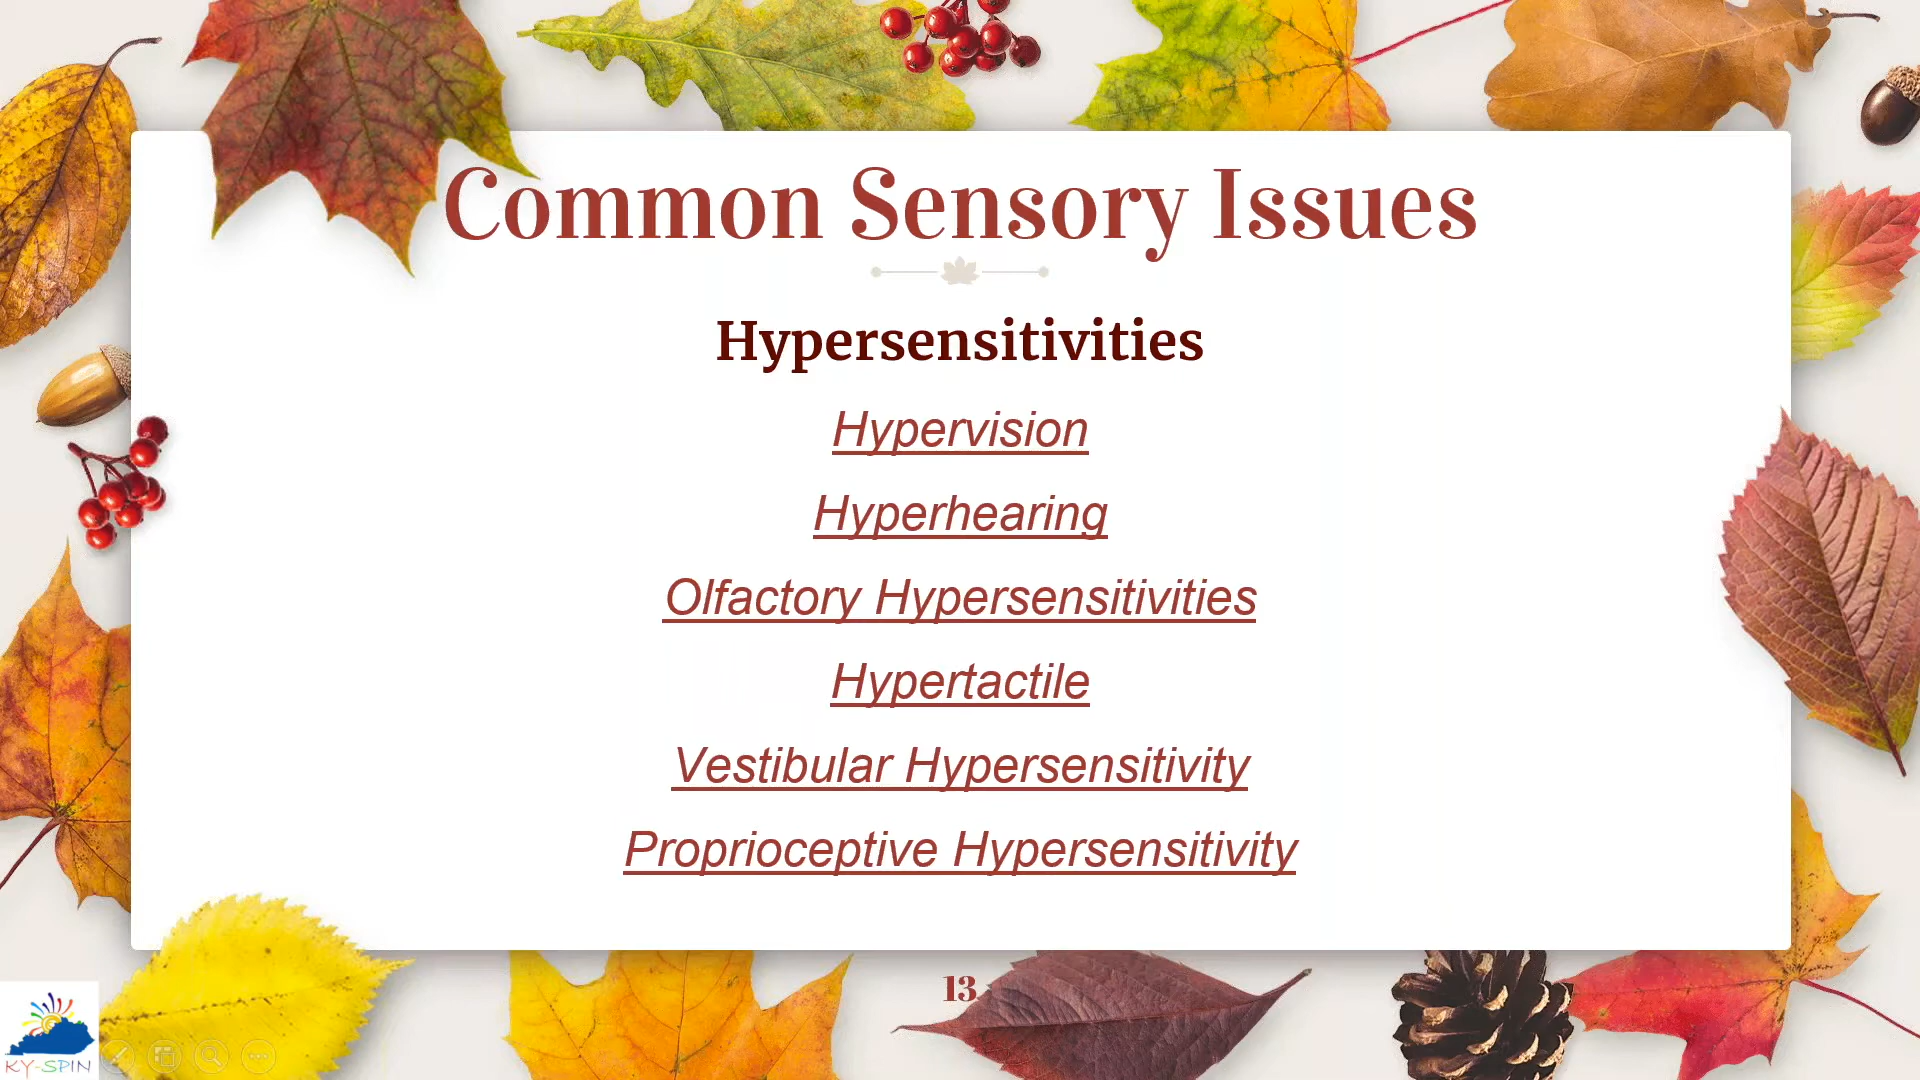 Common Sensory Issues
Hypersensitivities
Hypervision
Hyperhearing
Olfactory Hypersensitivities
Hypertactile
Vestibular Hypersensitivity
Proprioceptive Hypersensitivity
13
KY-SPIN